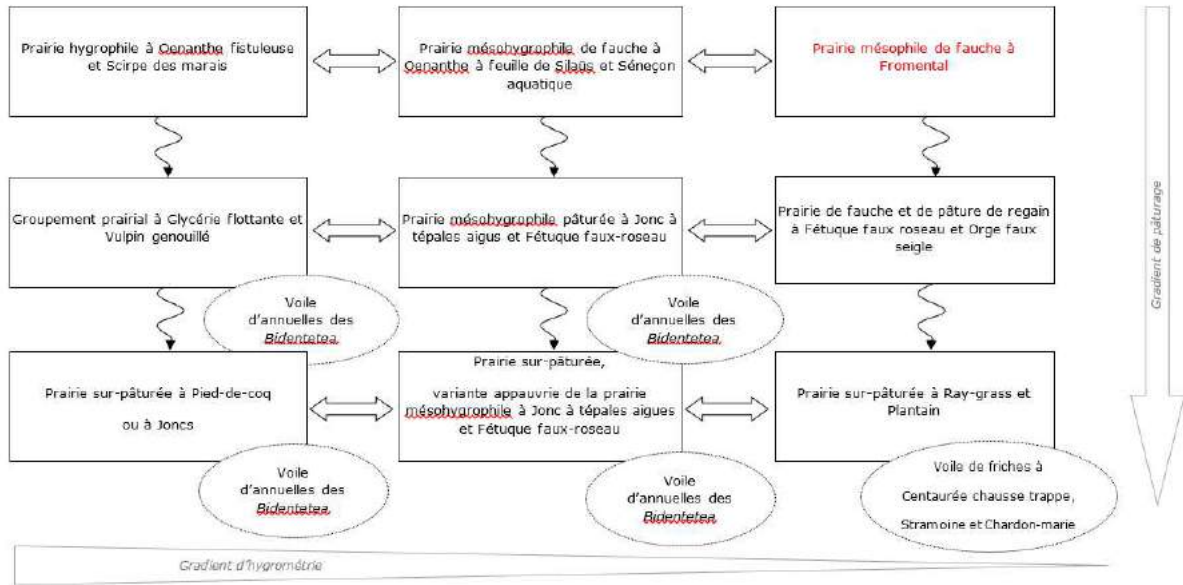 Prairie hygrophile à Oenanthe fistuleuse
et Scirpe des marais
Prairie mésohygrophile de fauche à
Oenanthe à feuille de Silaüs et Séneçon
aquatique
Prairie mésophile de fauche à
Fromental
Groupement prairial à Glycérie flottante et
Vulpin genouillé
Prairie mésohygrophile pâturée à Jonc à
tépales aigus et Fétuque faux-roseau
Prairie de fauche et de pâture de regain
à Fétuque faux roseau et Orge faux
seigle
Voile
d'annuelles des
Bidentetea
Voile
d'annuelles des
Bidentetea
Prairie sur-pâturée à Pied-de-coq
ou à Joncs
Prairie sur-pâturée,
variante appauvrie de la prairie
mésohygrophile à Jonc à tépales aigues
et Fétuque faux-roseau
Prairie sur-pâturée à Ray-grass et
Plantain
Voile
d'annuelles des
Bidentetea
Voile
d'annuelles des
Bidentetea
Voile de friches à
Centaurée chausse trappe,
Stramoine et Chardon-marie
Gradient de pâturage
Gradient d'hygrométrie